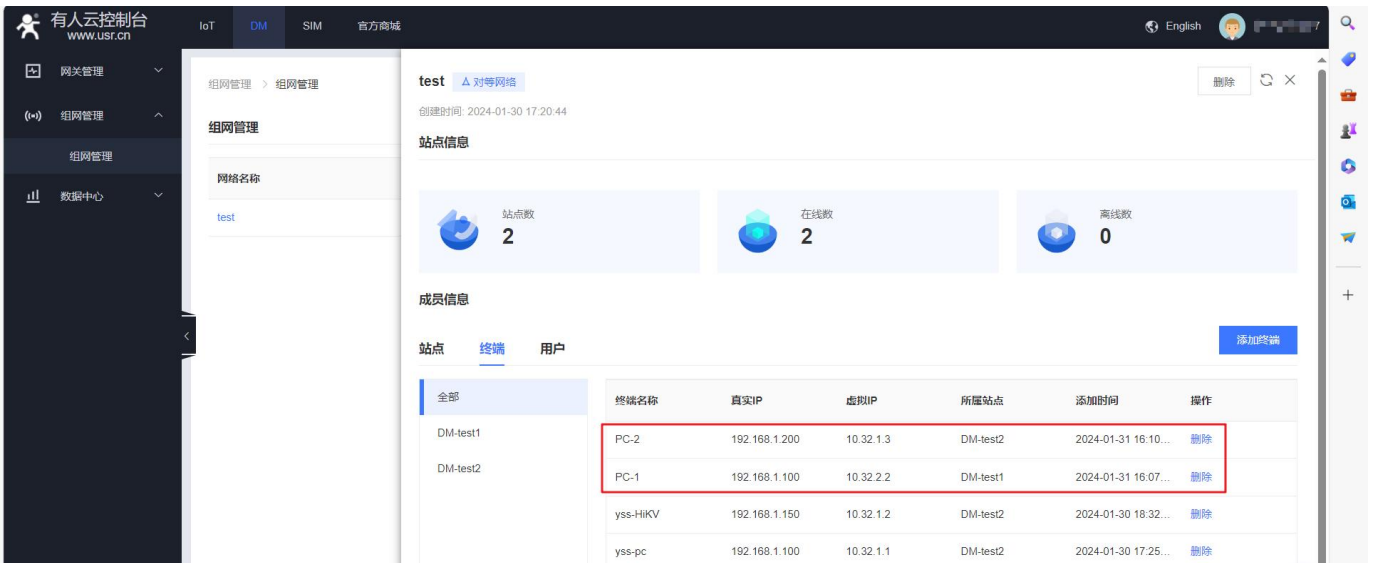 有人云控制台
www.usr.cn
IoT DM SIM 官方商城
English
7
网关管理
组网管理
组网管理
数据中心
组网管理 > 组网管理
组网管理
网络名称
test
test 对等网络
删除
创建时间: 2024-01-30 17:20:44
站点信息
站点数
2
在线数
2
离线数
0
成员信息
站点 终端 用户
添加终端
全部
DM-test1
DM-test2
终端名称 真实IP 虚拟IP 所属站点 添加时间 操作
PC-2 192.168.1.200 10.32.1.3 DM-test2 2024-01-31 16:10... 删除
PC-1 192.168.1.100 10.32.2.2 DM-test1 2024-01-31 16:07... 删除
yss-HiKV 192.168.1.150 10.32.1.2 DM-test2 2024-01-30 18:32... 删除
yss-pc 192.168.1.100 10.32.1.1 DM-test2 2024-01-30 17:25... 删除